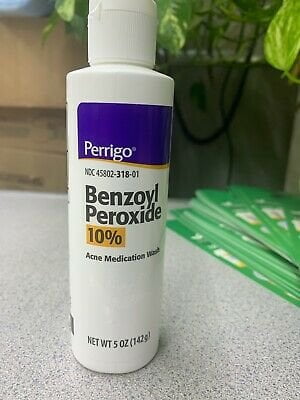 Perrigo®
NDC 45802-318-01
Benzoyl
Peroxide
10%
Acne Medication Wash
NET WT 5 OZ (142g)